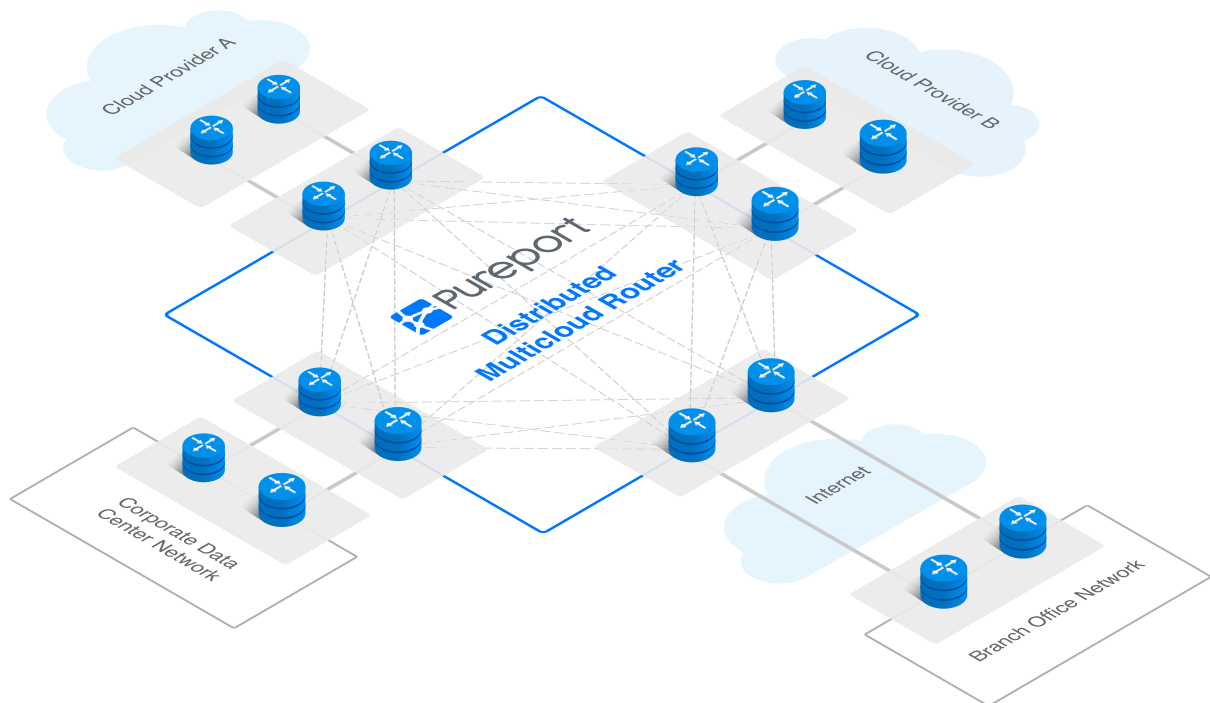 Cloud Provider A
Cloud Provider B
Pureport
Distributed
Multicloud Router
Corporate Data
Center Network
Internet
Branch Office Network